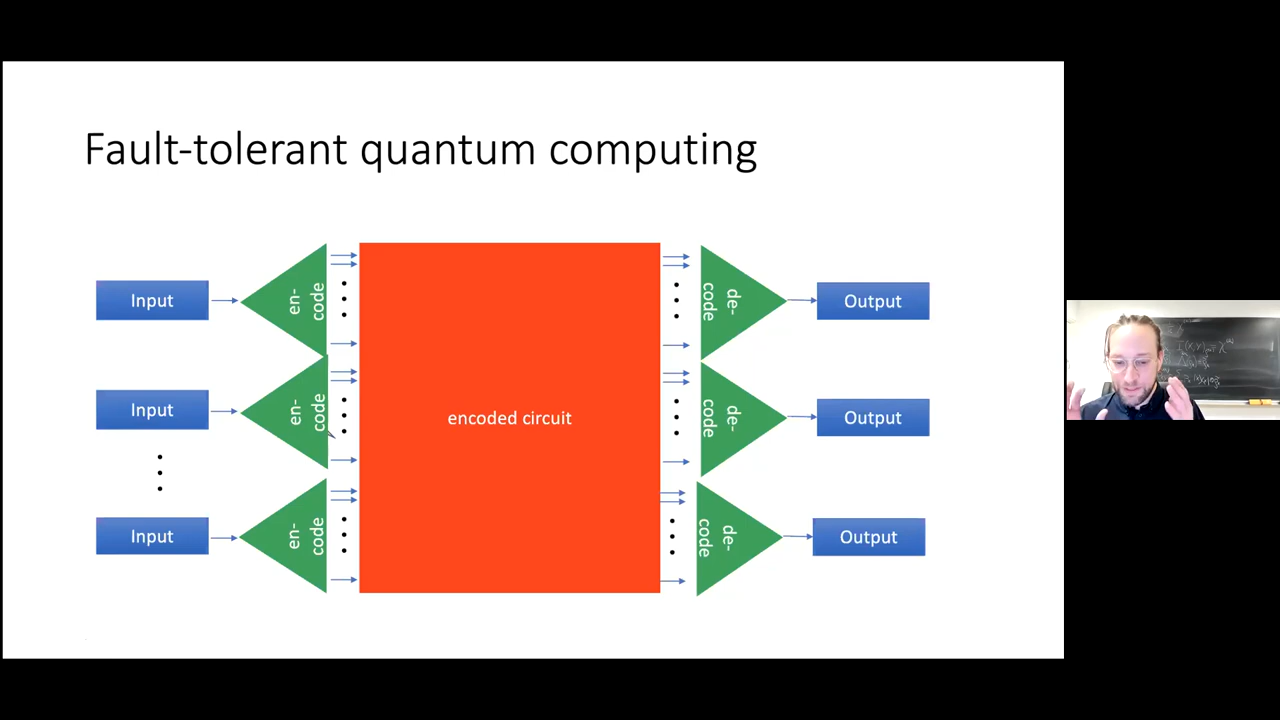 Fault-tolerant quantum computing
Input
en-
code
de-
code
Output
Input
en-
code
encoded circuit
de-
code
Output
Input
en-
code
de-
code
Output